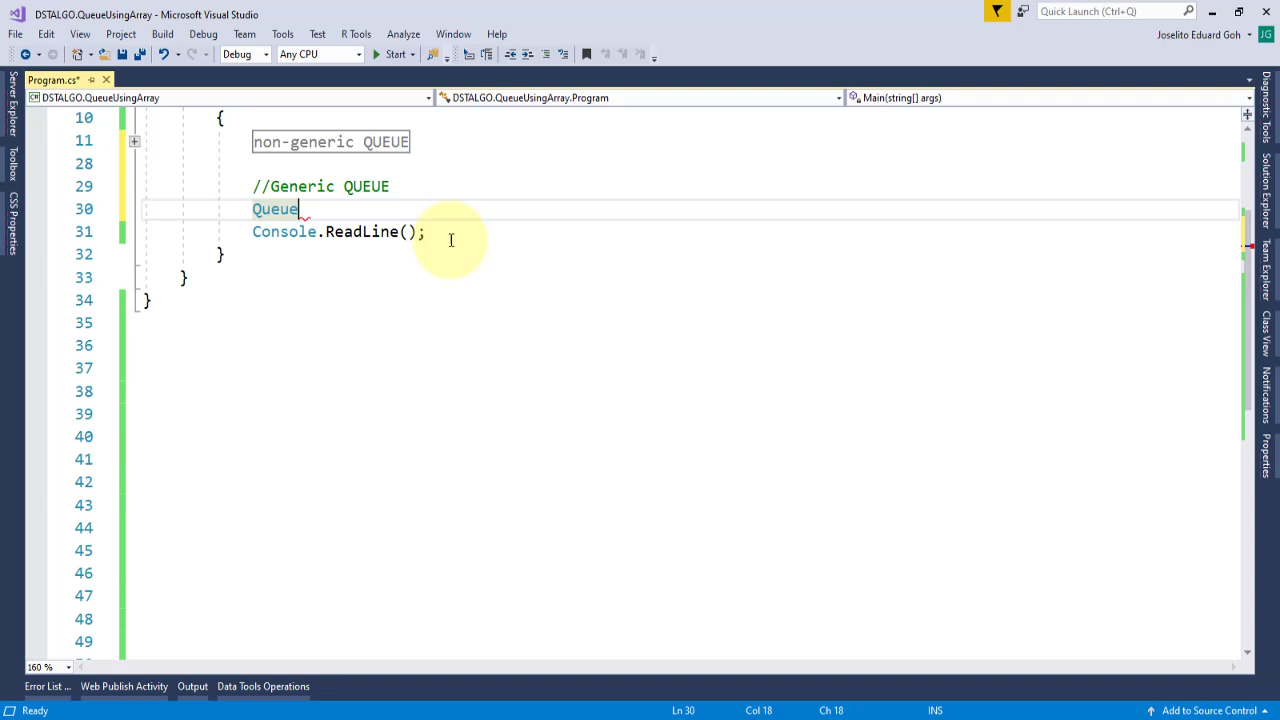 DSTALGO.QueueUsingArray - Microsoft Visual Studio
Quick Launch (Ctrl+Q)
File Edit View Project Build Debug Team Tools Test R Tools Analyze Window Help
Joselito Eduard Goh JG
Debug Any CPU Start
Program.cs*
DSTALGO.QueueUsingArray DSTALGO.QueueUsingArray.Program Main(string[] args)
Server Explorer
Toolbox
CSS Properties
10 {
11 non-generic QUEUE
28
29 //Generic QUEUE
30 Queue
31 Console.ReadLine();
32 }
33 }
34 }
35
36
37
38
39
40
41
42
43
44
45
46
47
48
49
Diagnostic Tools
Solution Explorer
Team Explorer
Class View
Notifications
Properties
160 %
Error List ... Web Publish Activity Output Data Tools Operations
Ready Ln 30 Col 18 Ch 18 INS Add to Source Control